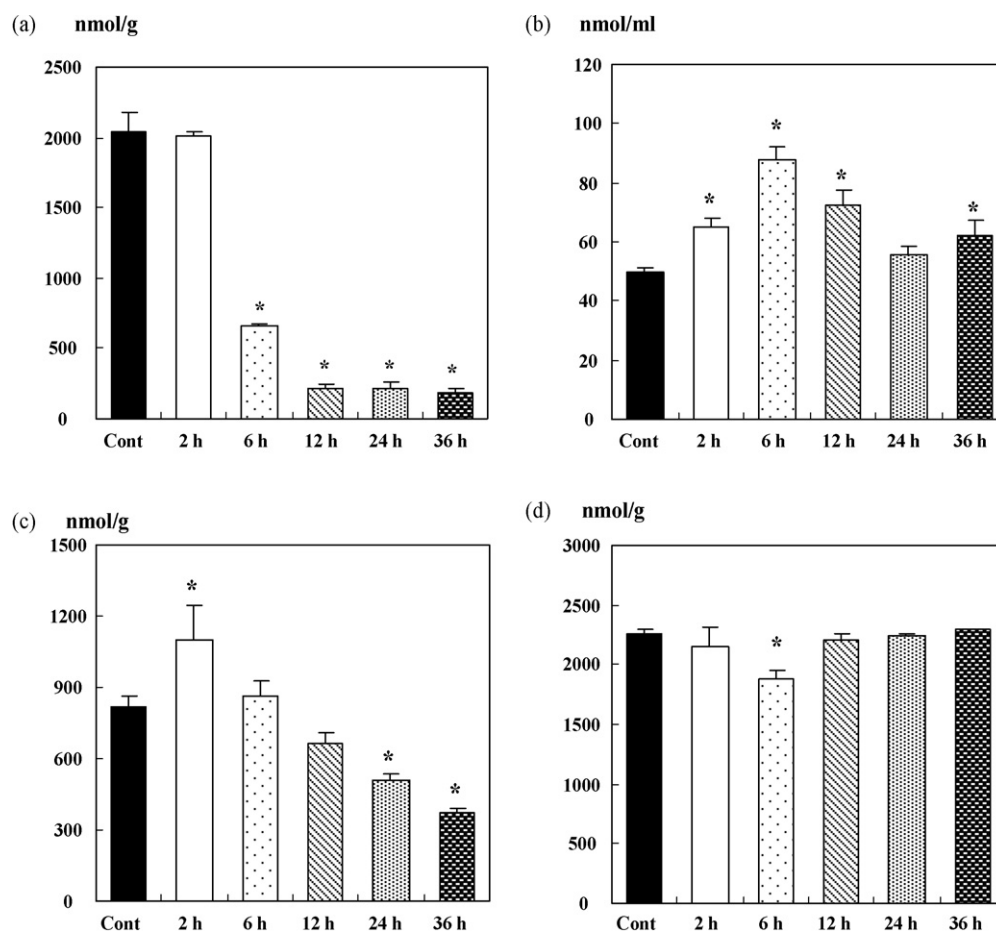 (a) nmol/g
2500
2000
1500
1000
500
0
* * * *
Cont 2 h 6 h 12 h 24 h 36 h
(b) nmol/ml
120
100
80
60
40
20
0
* * * *
Cont 2 h 6 h 12 h 24 h 36 h
(c) nmol/g
1500
1200
900
600
300
0
* * *
Cont 2 h 6 h 12 h 24 h 36 h
(d) nmol/g
3000
2500
2000
1500
1000
500
0
*
Cont 2 h 6 h 12 h 24 h 36 h